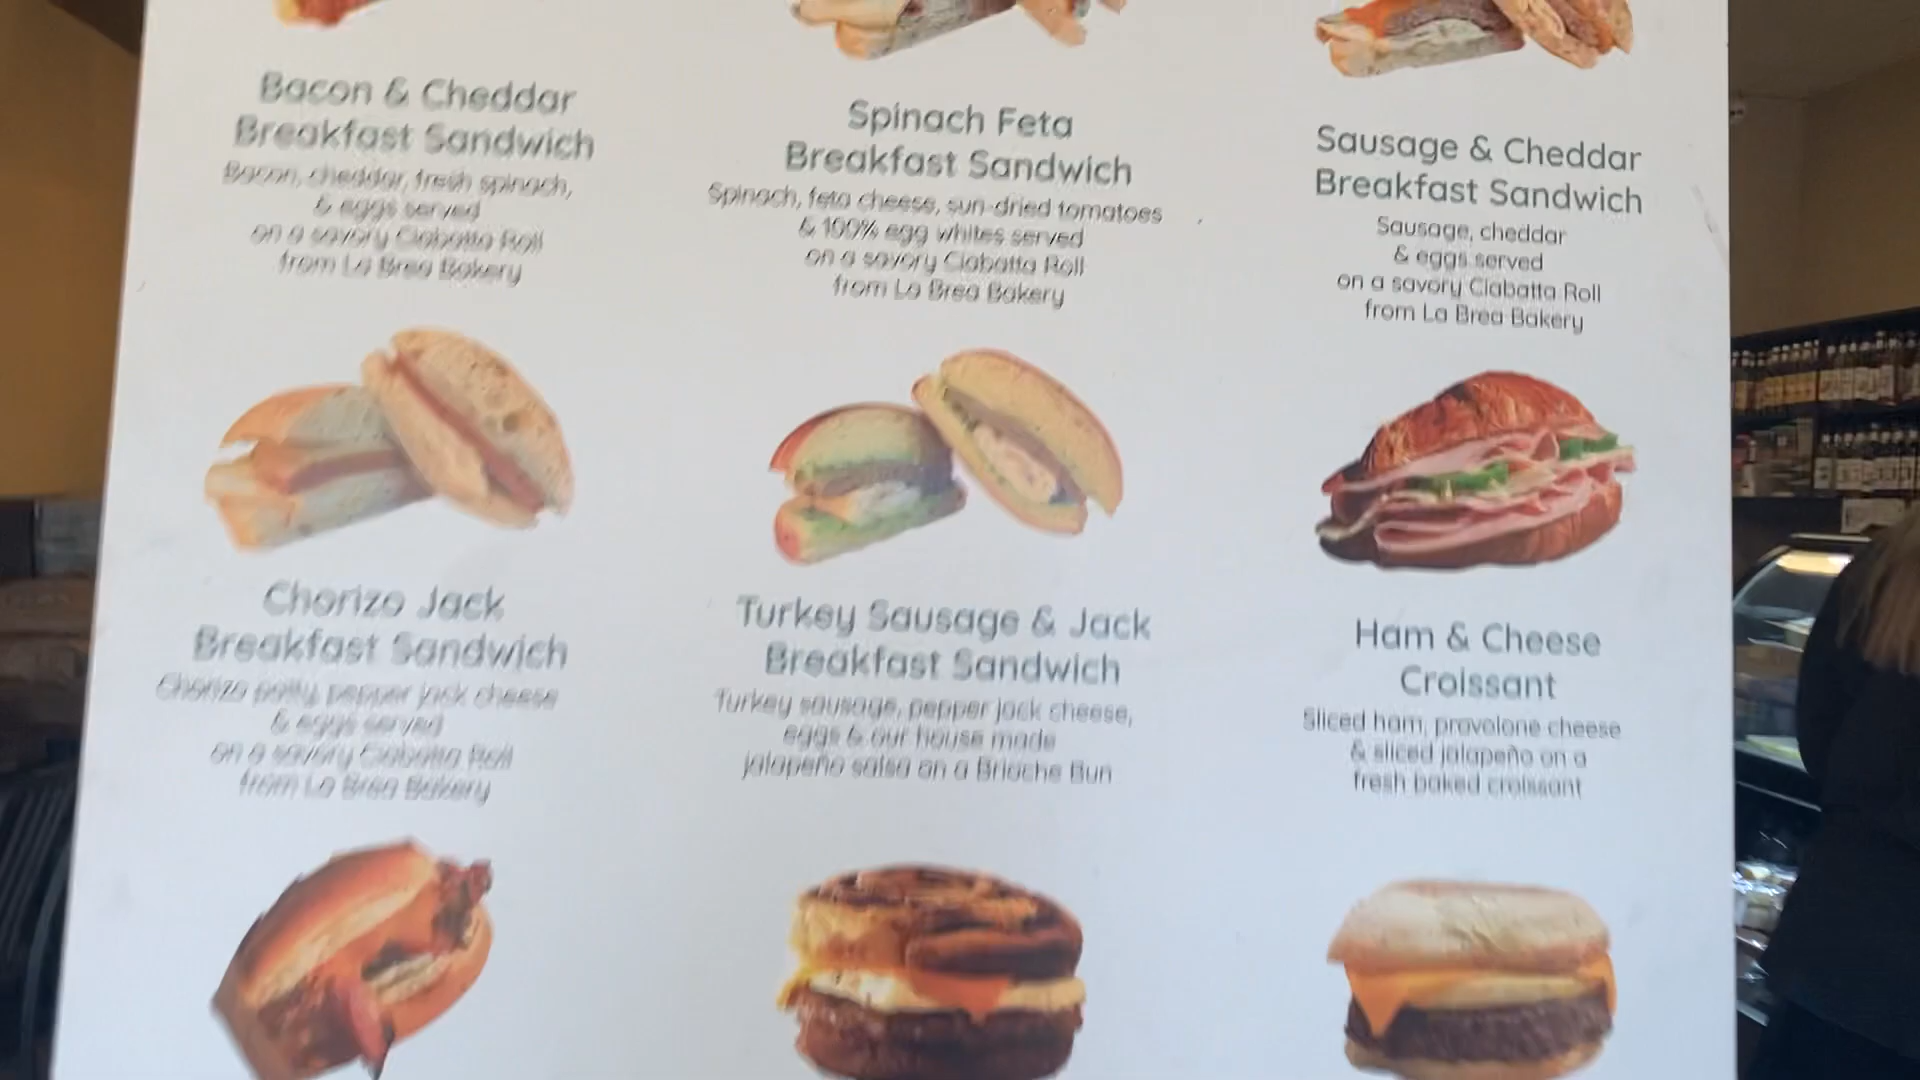 Bacon & Cheddar
Breakfast Sandwich
Bacon, cheddar, fresh spinach,
& eggs served
on a savory Ciabatta Roll
from La Brea Bakery
Spinach Feta
Breakfast Sandwich
Spinach, feta cheese, sun-dried tomatoes
& 100% egg whites served
on a savory Ciabatta Roll
from La Brea Bakery
Sausage & Cheddar
Breakfast Sandwich
Sausage, cheddar
& eggs served
on a savory Ciabatta Roll
from La Brea Bakery
Chorizo Jack
Breakfast Sandwich
Chorizo patty, pepper jack cheese
& eggs served
on a savory Ciabatta Roll
from La Brea Bakery
Turkey Sausage & Jack
Breakfast Sandwich
Turkey sausage, pepper jack cheese,
eggs & our house made
jalapeño salsa on a Brioche Bun
Ham & Cheese
Croissant
Sliced ham, provolone cheese
& sliced jalapeño on a
fresh baked croissant